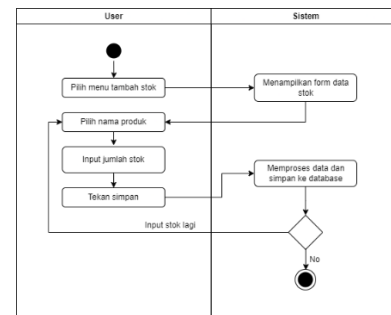 User
Sistem
Pilih menu tambah stok
Menampilkan form data
stok
Pilih nama produk
Input jumlah stok
Tekan simpan
Memproses data dan
simpan ke database
Input stok lagi
No